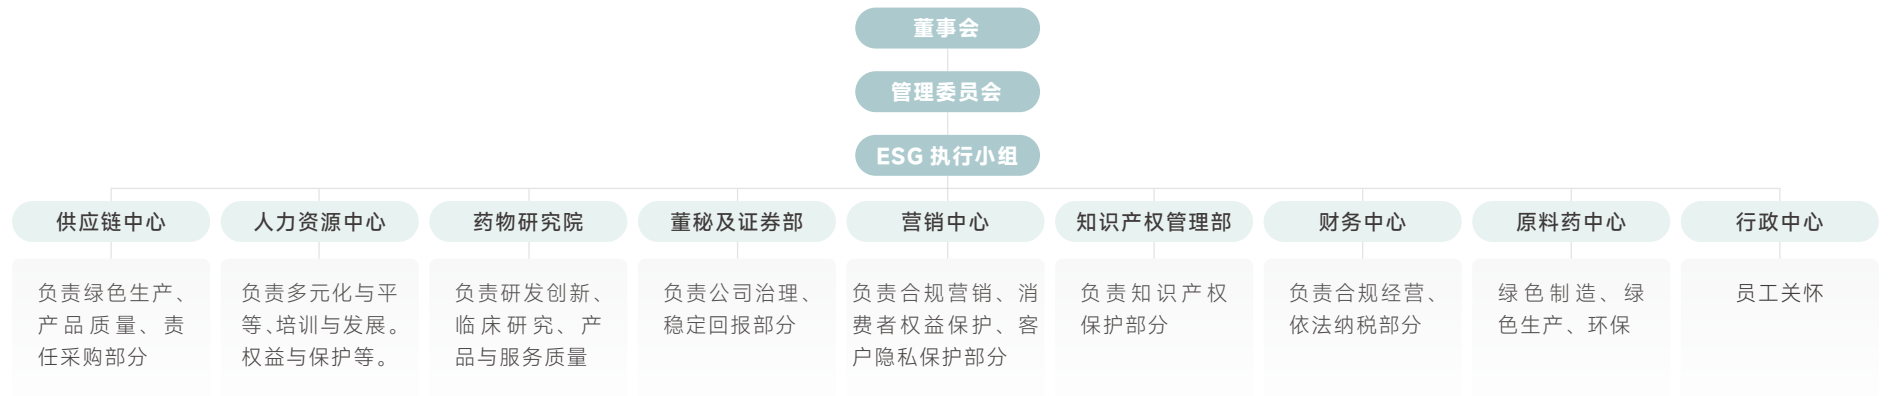 董事会
管理委员会
ESG 执行小组
供应链中心
负责绿色生产、
产品质量、责
任采购部分
人力资源中心
负责多元化与平
等、培训与发展。
权益与保护等。
药物研究院
负责研发创新、
临床研究、产
品与服务质量
董秘及证券部
负责公司治理、
稳定回报部分
营销中心
负责合规营销、消
费者权益保护、客
户隐私保护部分
知识产权管理部
负责知识产权
保护部分
财务中心
负责合规经营、
依法纳税部分
原料药中心
绿色制造、绿
色生产、环保
行政中心
员工关怀